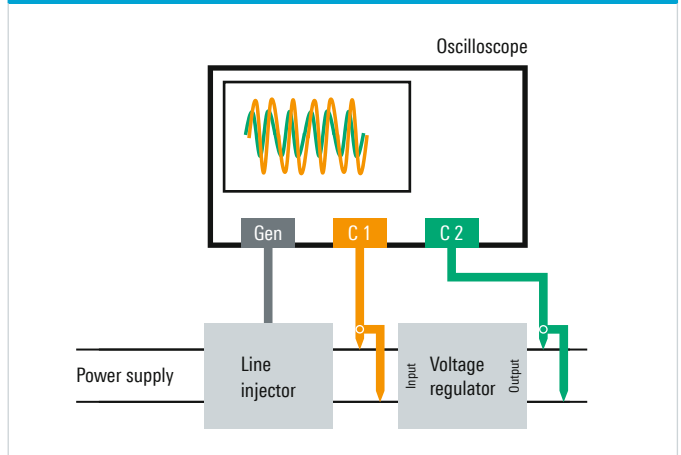 Oscilloscope
Gen
C 1
C 2
Power supply
Line
injector
Input
Voltage
regulator
Output